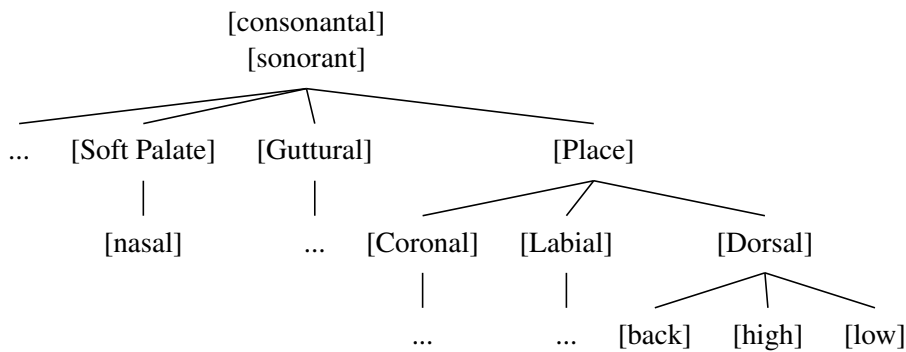 [consonantal]
[sonorant]
... [Soft Palate] [Guttural] [Place]
[nasal] ... [Coronal] [Labial] [Dorsal]
... ... [back] [high] [low]